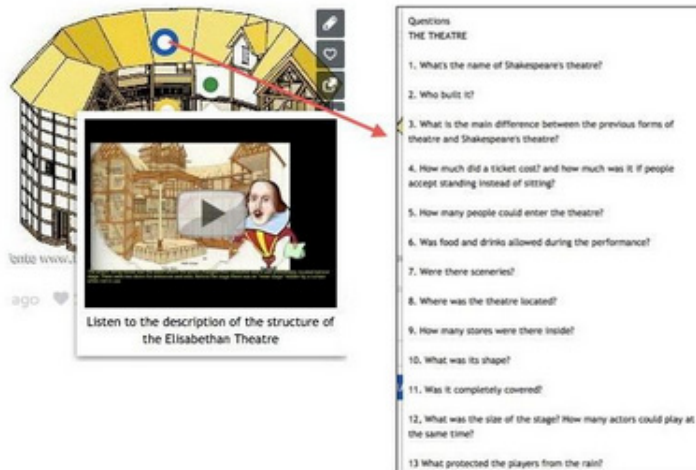 fonte www.
ago
Listen to the description of the structure of
the Elisabethan Theatre
Questions
THE THEATRE
1. What's the name of Shakespeare's theatre?
2. Who built it?
3. What is the main difference between the previous forms of
theatre and Shakespeare's theatre?
4. How much did a ticket cost? and how much was it if people
accept standing instead of sitting?
5. How many people could enter the theatre?
6. Was food and drinks allowed during the performance?
7. Were there sceneries?
8. Where was the theatre located?
9. How many stores were there inside?
10. What was its shape?
11. Was it completely covered?
12, What was the size of the stage? How many actors could play at
the same time?
13 What protected the players from the rain?